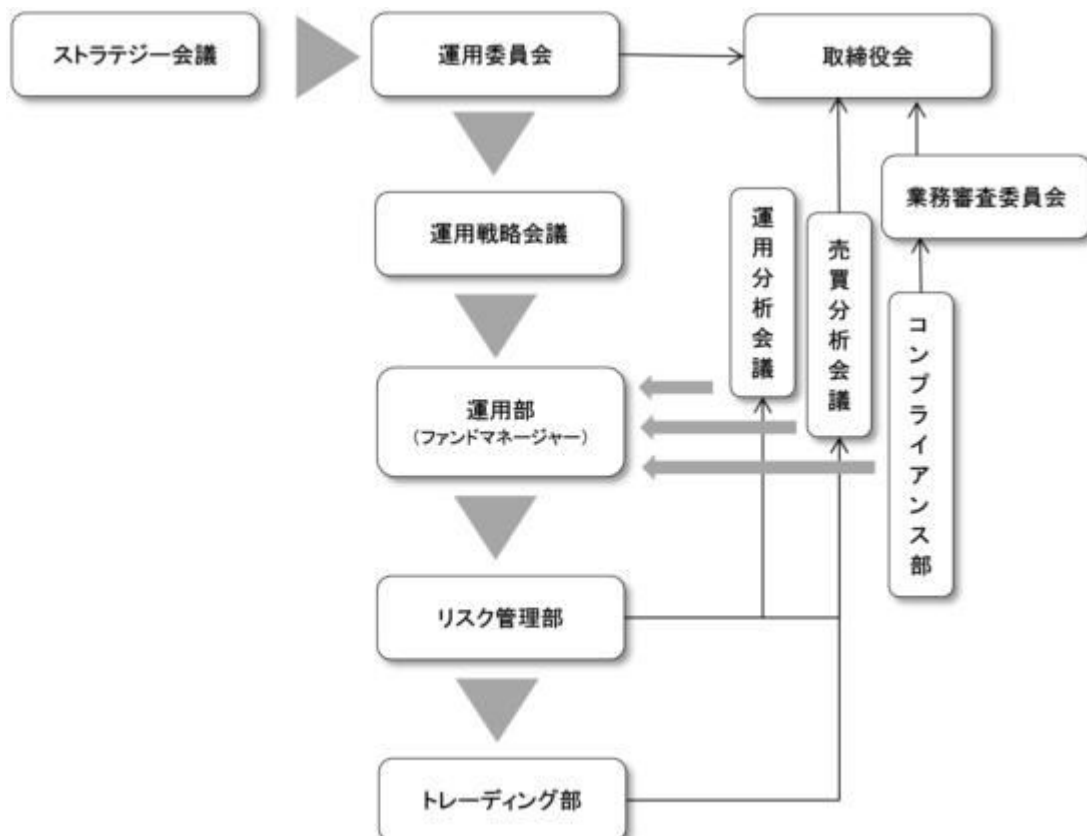 ストラテジー会議
運用委員会
取締役会
業務審査委員会
運用戦略会議
運用分析会議
売買分析会議
コンプライアンス部
運用部
(ファンドマネージャー)
リスク管理部
トレーディング部